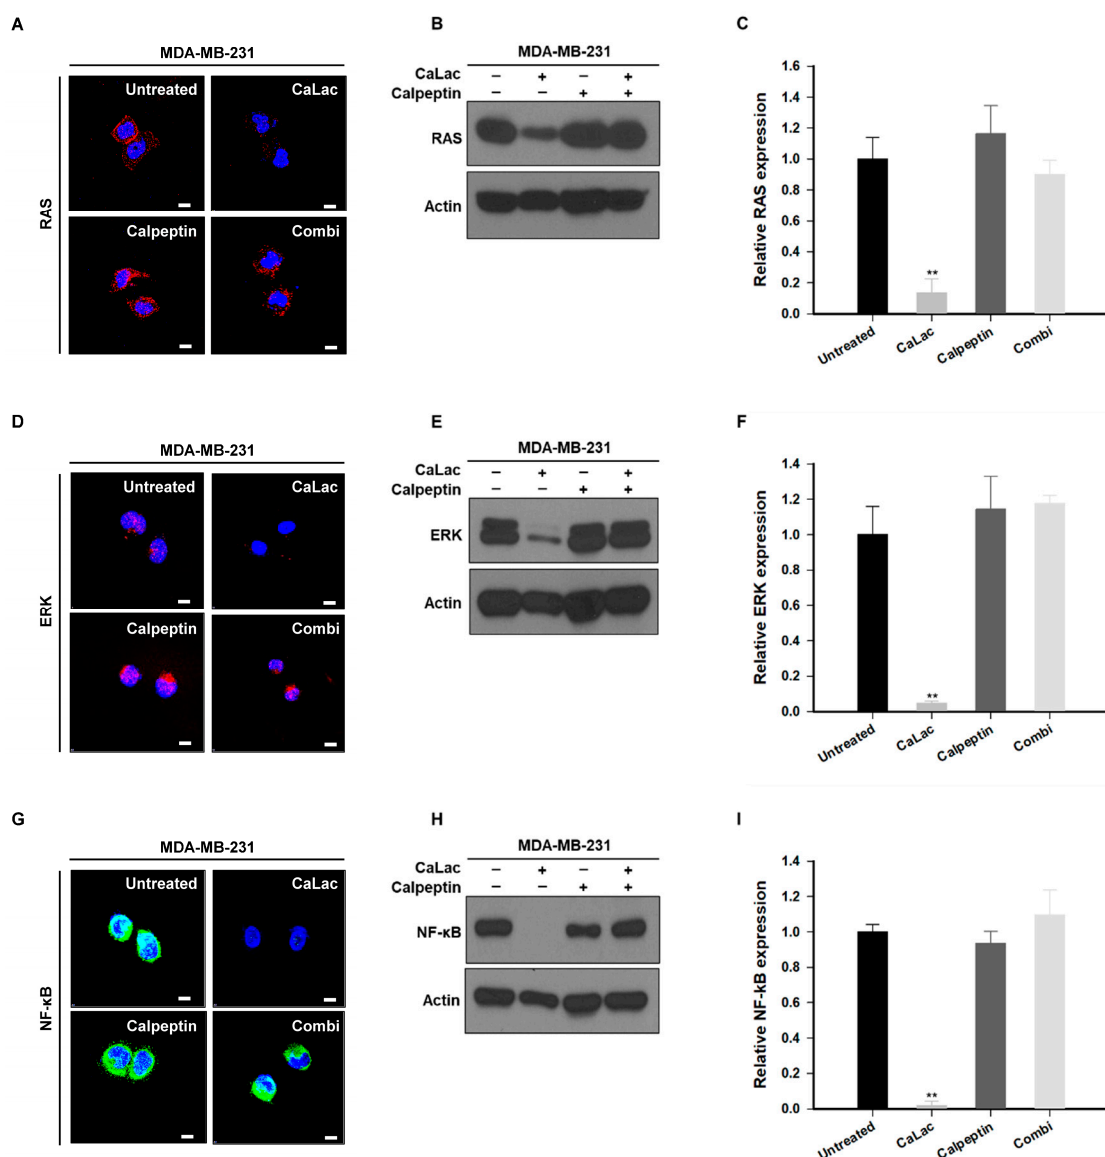 A
MDA-MB-231
RAS
Untreated
CaLac
Calpeptin
Combi
B
MDA-MB-231
CaLac – + – +
Calpeptin – – + +
RAS
Actin
C
Relative RAS expression
1.6
1.4
1.2
1.0
0.8
0.6
0.4
0.2
0.0
**
Untreated
CaLac
Calpeptin
Combi
D
MDA-MB-231
ERK
Untreated
CaLac
Calpeptin
Combi
E
MDA-MB-231
CaLac – + – +
Calpeptin – – + +
ERK
Actin
F
Relative ERK expression
1.4
1.2
1.0
0.8
0.6
0.4
0.2
0.0
**
Untreated
CaLac
Calpeptin
Combi
G
MDA-MB-231
NF-κB
Untreated
CaLac
Calpeptin
Combi
H
MDA-MB-231
CaLac – + – +
Calpeptin – – + +
NF-κB
Actin
I
Relative NF-kB expression
1.4
1.2
1.0
0.8
0.6
0.4
0.2
0.0
**
Untreated
CaLac
Calpeptin
Combi